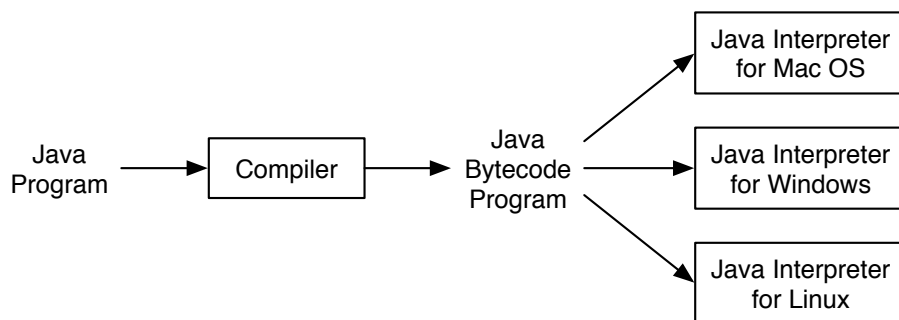 Java
Program
Compiler
Java
Bytecode
Program
Java Interpreter
for Mac OS
Java Interpreter
for Windows
Java Interpreter
for Linux